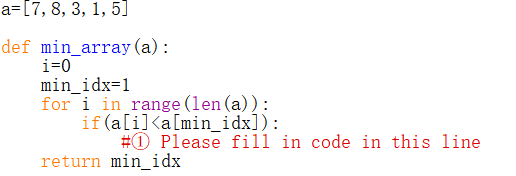 a=[7,8,3,1,5]
def min_array(a):
    i=0
    min_idx=1
    for i in range(len(a)):
        if(a[i]<a[min_idx]):
            #① Please fill in code in this line
    return min_idx